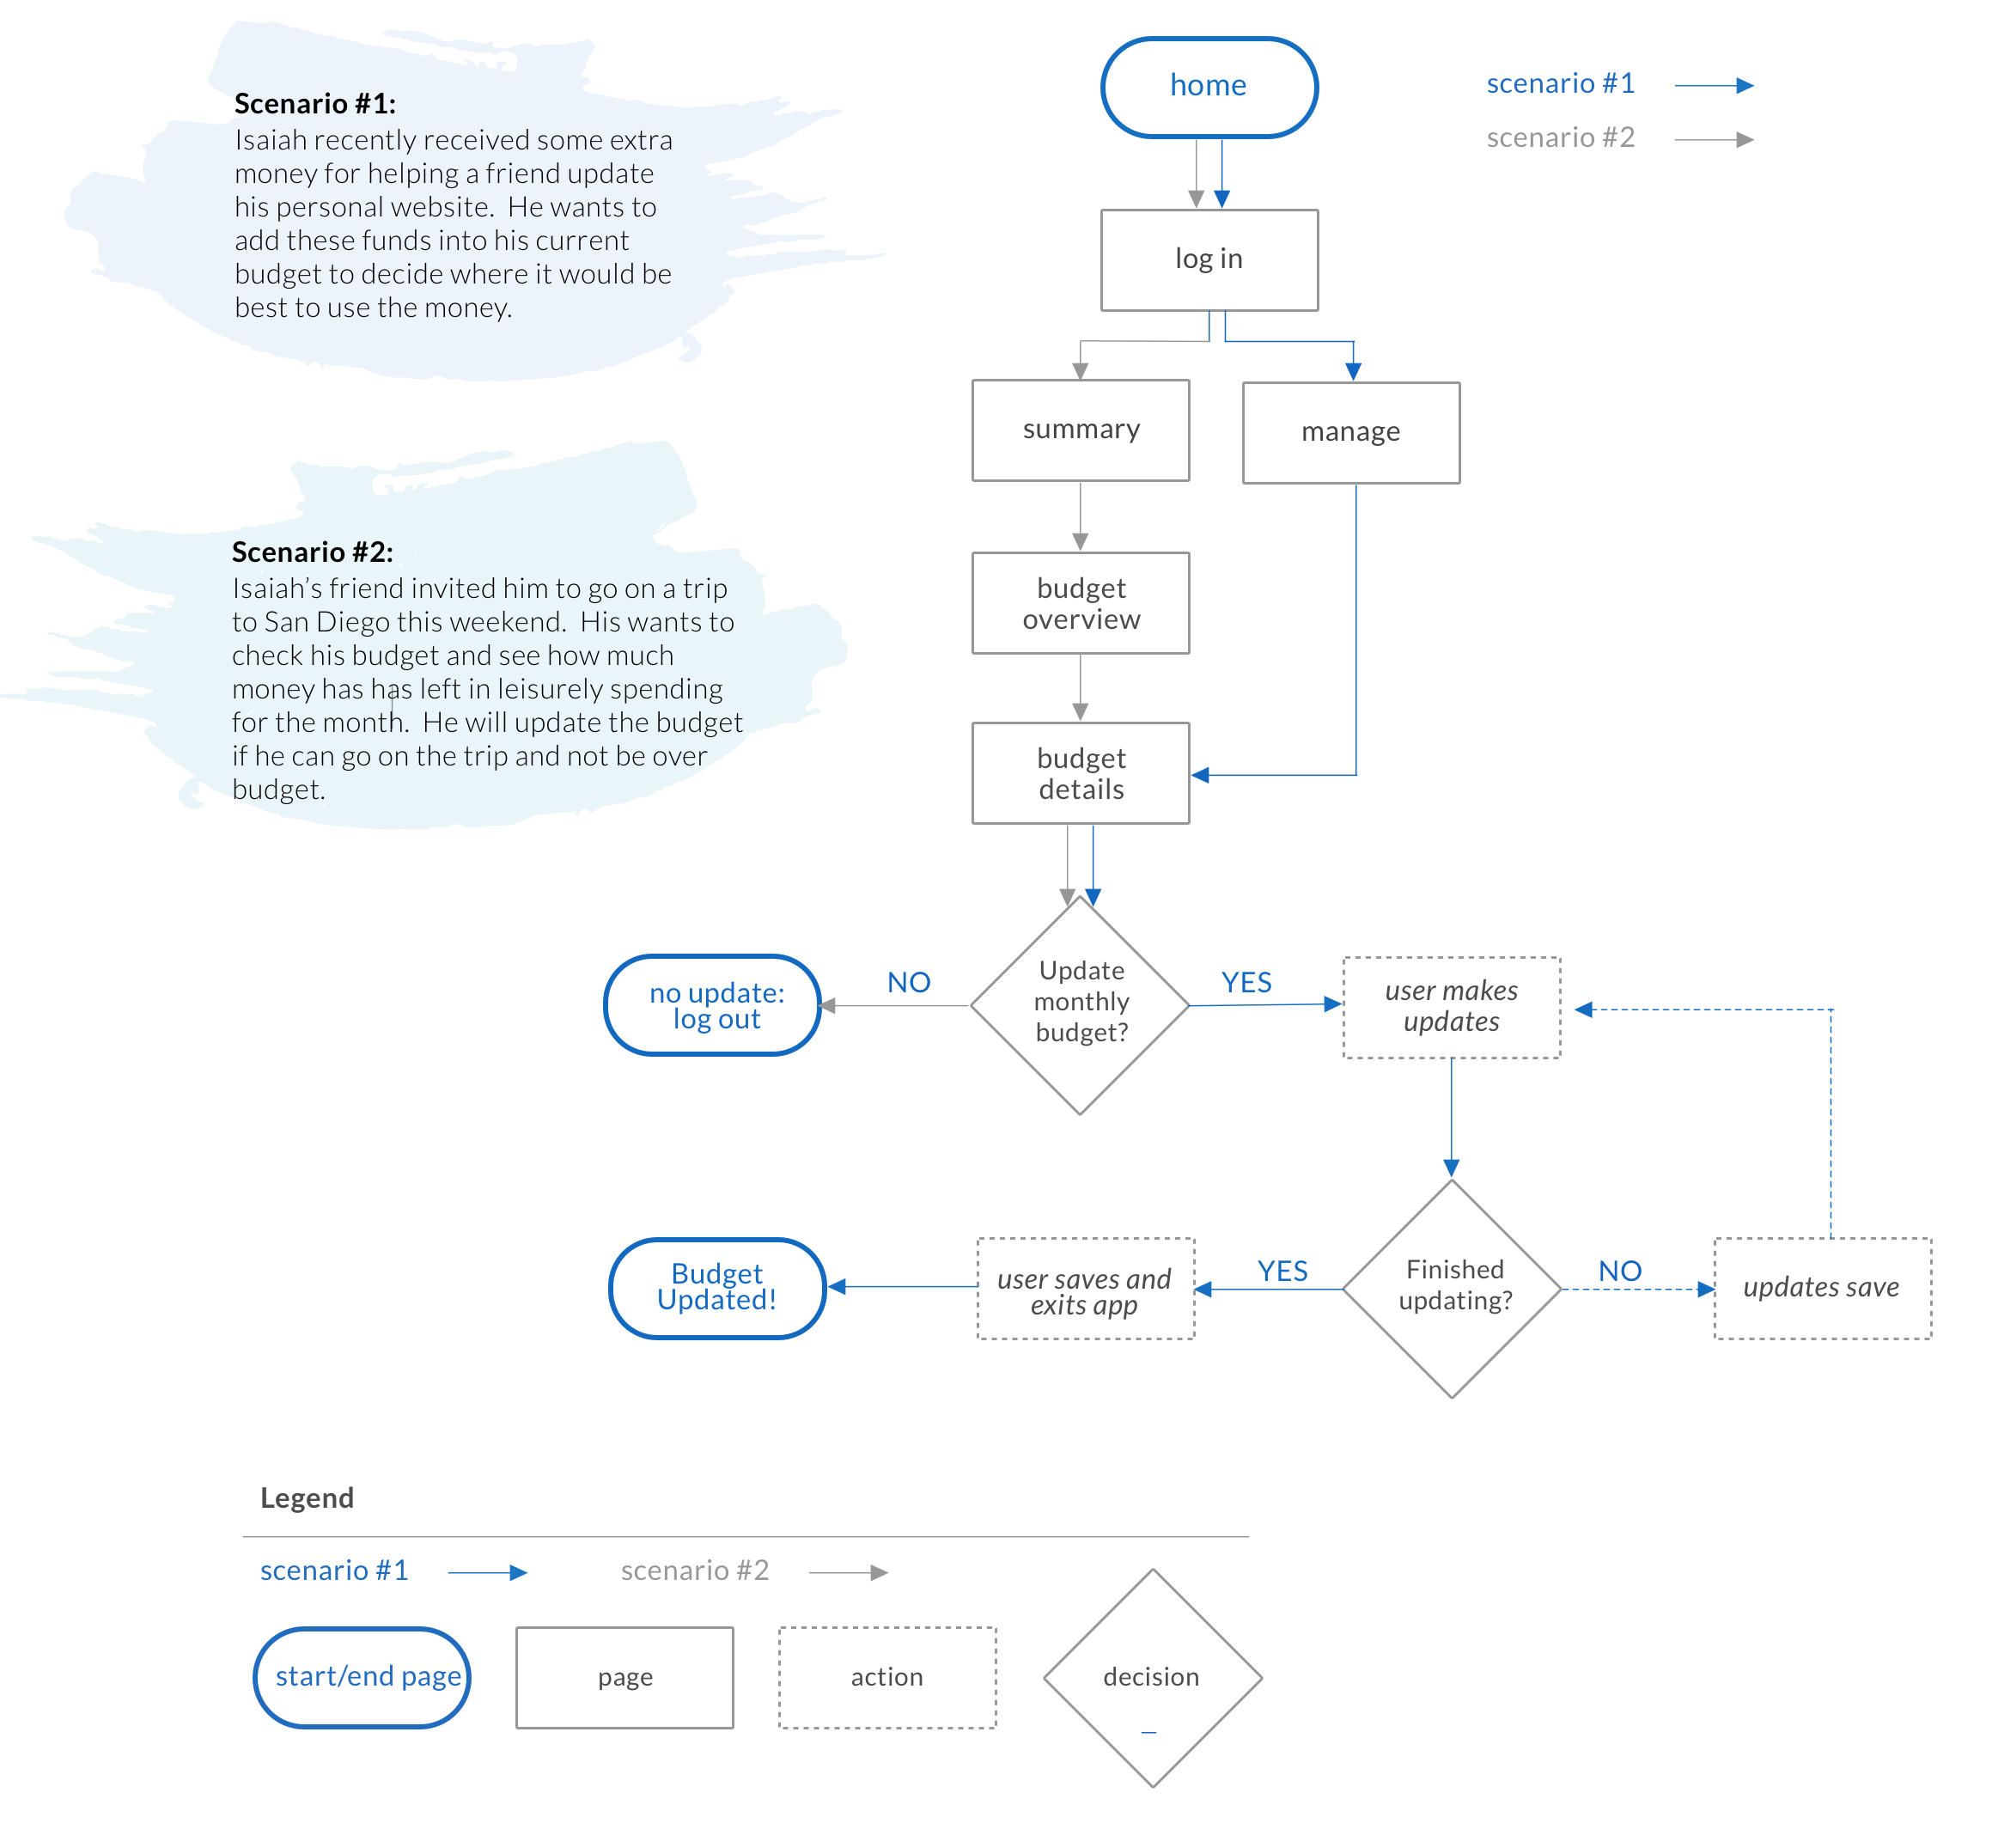 Scenario #1:
Isaiah recently received some extra
money for helping a friend update
his personal website.  He wants to
add these funds into his current
budget to decide where it would be
best to use the money.
Scenario #2:
Isaiah’s friend invited him to go on a trip
to San Diego this weekend.  His wants to
check his budget and see how much
money has has left in leisurely spending
for the month.  He will update the budget
if he can go on the trip and not be over
budget.
home
scenario #1
scenario #2
log in
summary
manage
budget
overview
budget
details
no update:
log out
NO
Update
monthly
budget?
YES
user makes
updates
Budget
Updated!
user saves and
exits app
YES
Finished
updating?
NO
updates save
Legend
scenario #1
scenario #2
start/end page
page
action
decision